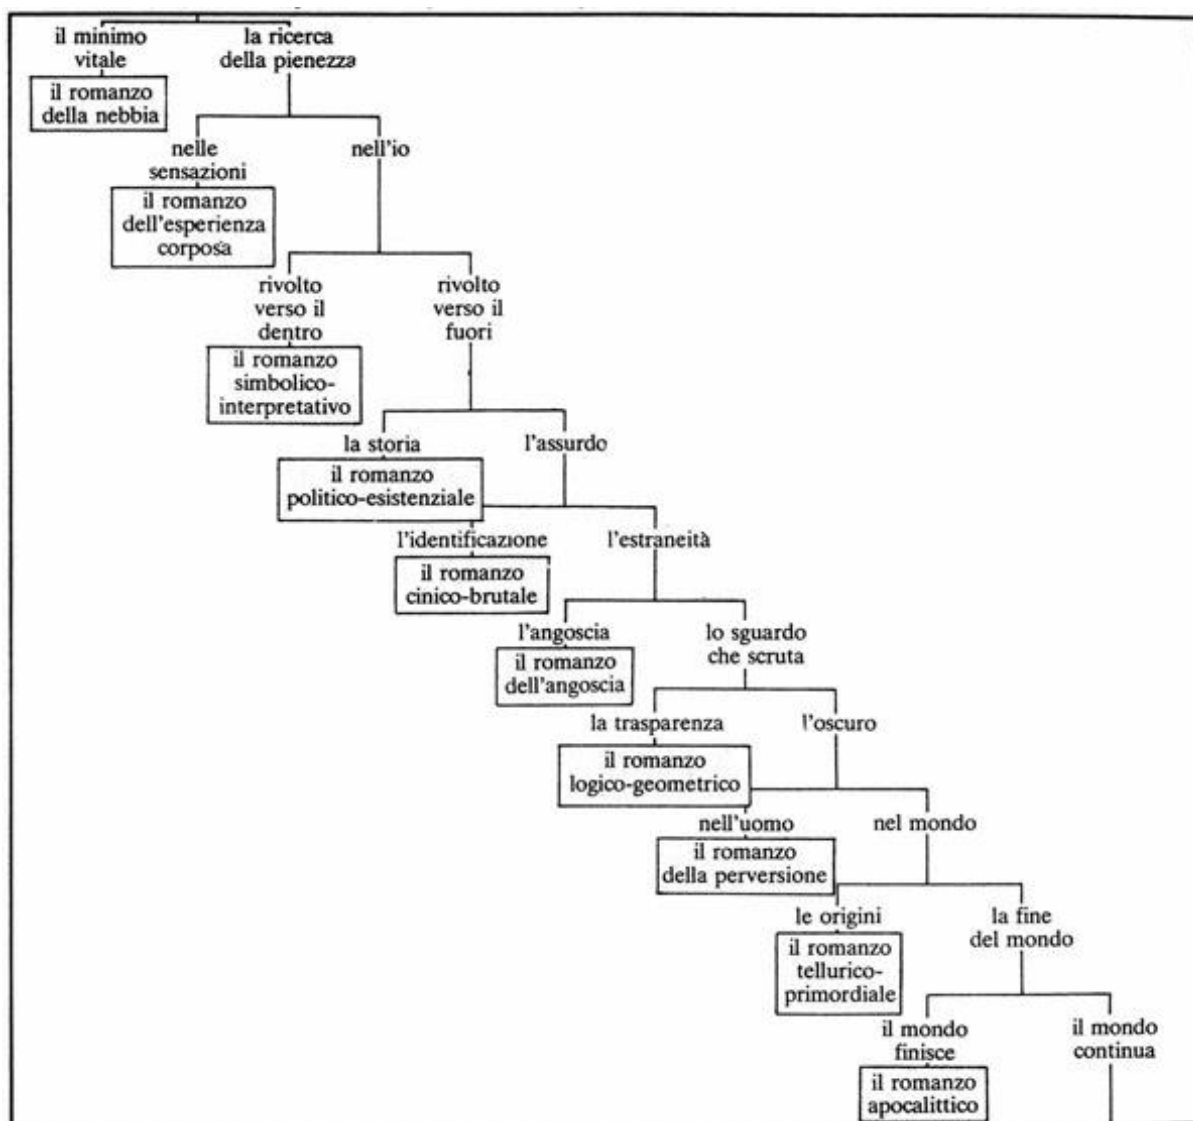 il minimo
vitale
la ricerca
della pienezza
il romanzo
della nebbia
nelle
sensazioni
nell'io
il romanzo
dell'esperienza
corposa
rivolto
verso il
dentro
rivolto
verso il
fuori
il romanzo
simbolico-
interpretativo
la storia
l'assurdo
il romanzo
politico-esistenziale
l'identificazione
l'estraneità
il romanzo
cinico-brutale
l'angoscia
lo sguardo
che scruta
il romanzo
dell'angoscia
la trasparenza
l'oscuro
il romanzo
logico-geometrico
nell'uomo
nel mondo
il romanzo
della perversione
le origini
la fine
del mondo
il romanzo
tellurico-
primordiale
il mondo
finisce
il mondo
continua
il romanzo
apocalittico